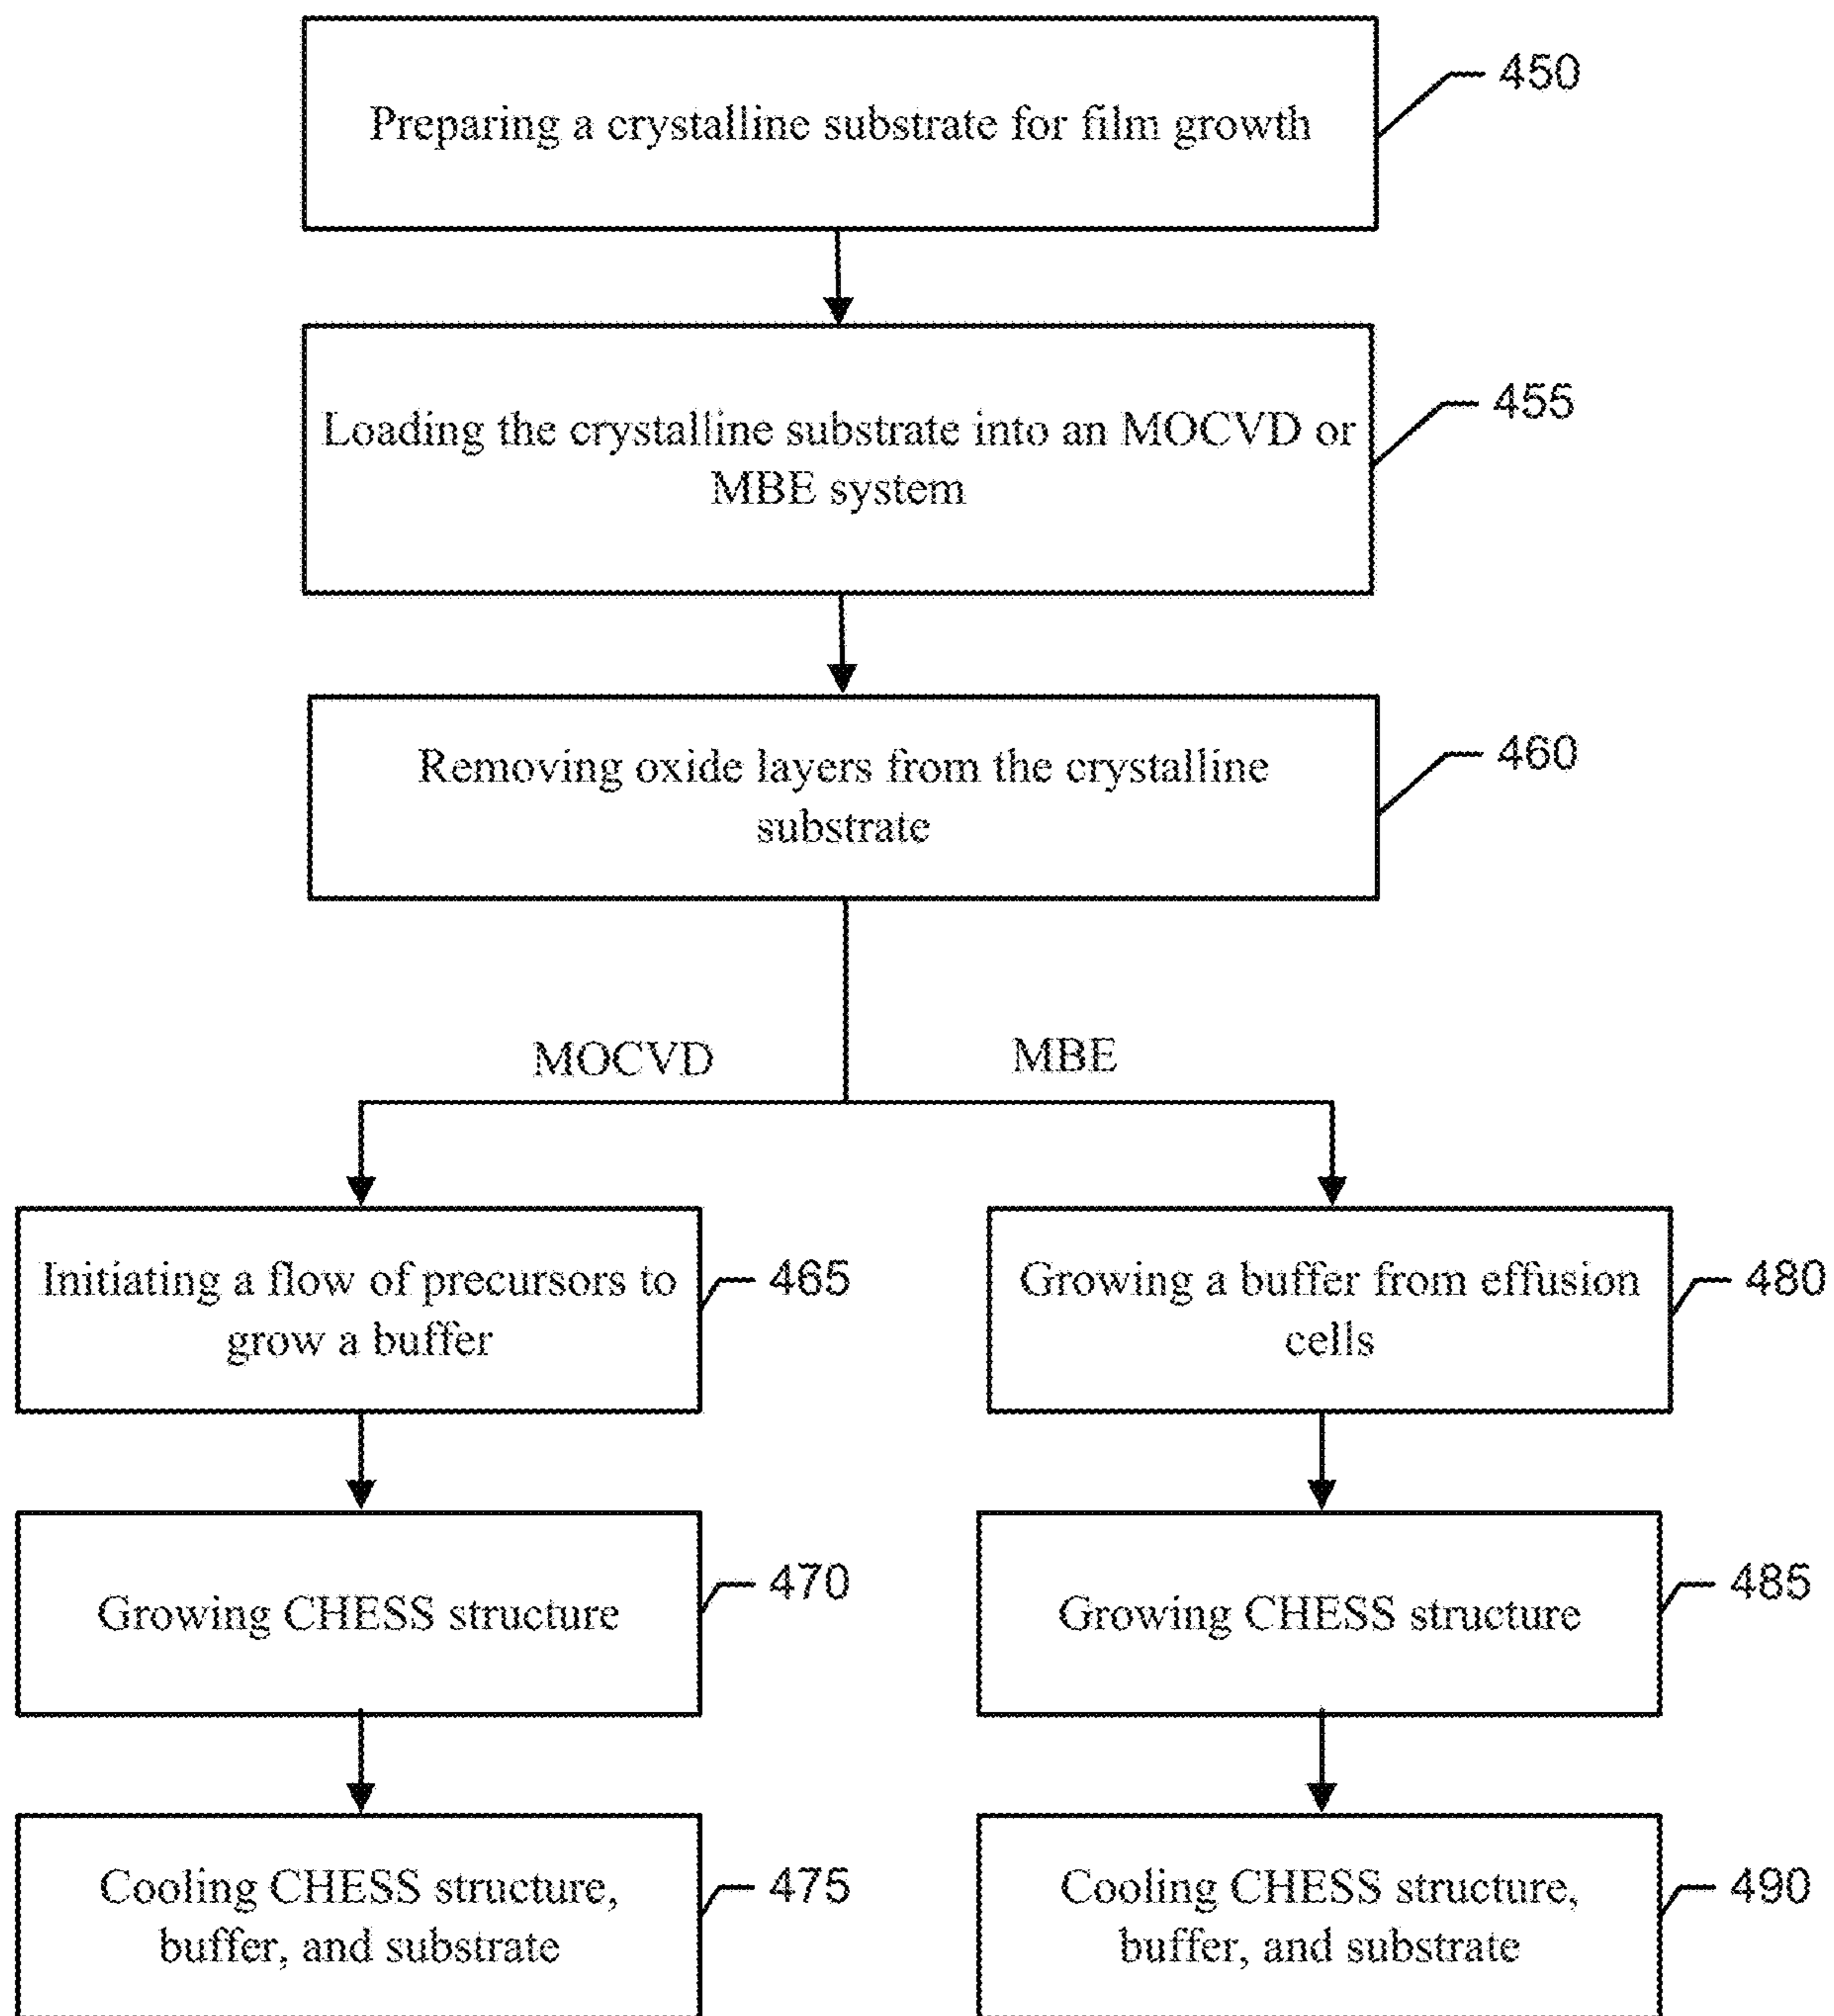 Preparing a crystalline substrate for film growth
450
Loading the crystalline substrate into an MOCVD or
MBE system
455
Removing oxide layers from the crystalline
substrate
460
MOCVD
MBE
Initiating a flow of precursors to
grow a buffer
465
Growing a buffer from effusion
cells
480
Growing CHESS structure
470
Growing CHESS structure
485
Cooling CHESS structure,
buffer, and substrate
475
Cooling CHESS structure,
buffer, and substrate
490